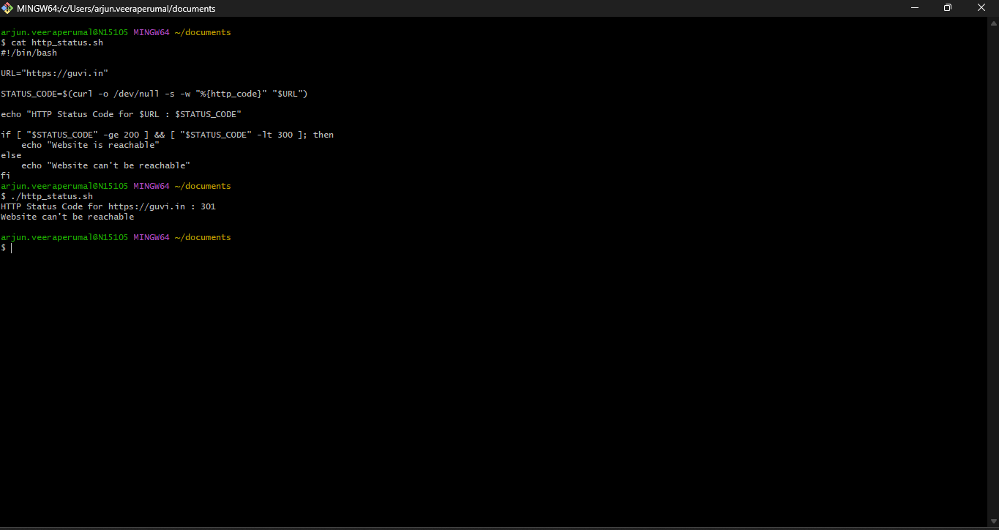 MINGW64:/c/Users/arjun.veeraperumal/documents
arjun.veeraperumal@N15105 MINGW64 ~/documents
$ cat http_status.sh
#!/bin/bash
URL="https://guvi.in"
STATUS_CODE=$(curl -o /dev/null -s -w "%{http_code}" "$URL")
echo "HTTP Status Code for $URL : $STATUS_CODE"
if [ "$STATUS_CODE" -ge 200 ] && [ "$STATUS_CODE" -lt 300 ]; then
    echo "Website is reachable"
else
    echo "Website can't be reachable"
fi
arjun.veeraperumal@N15105 MINGW64 ~/documents
$ ./http_status.sh
HTTP Status Code for https://guvi.in : 301
Website can't be reachable
arjun.veeraperumal@N15105 MINGW64 ~/documents
$